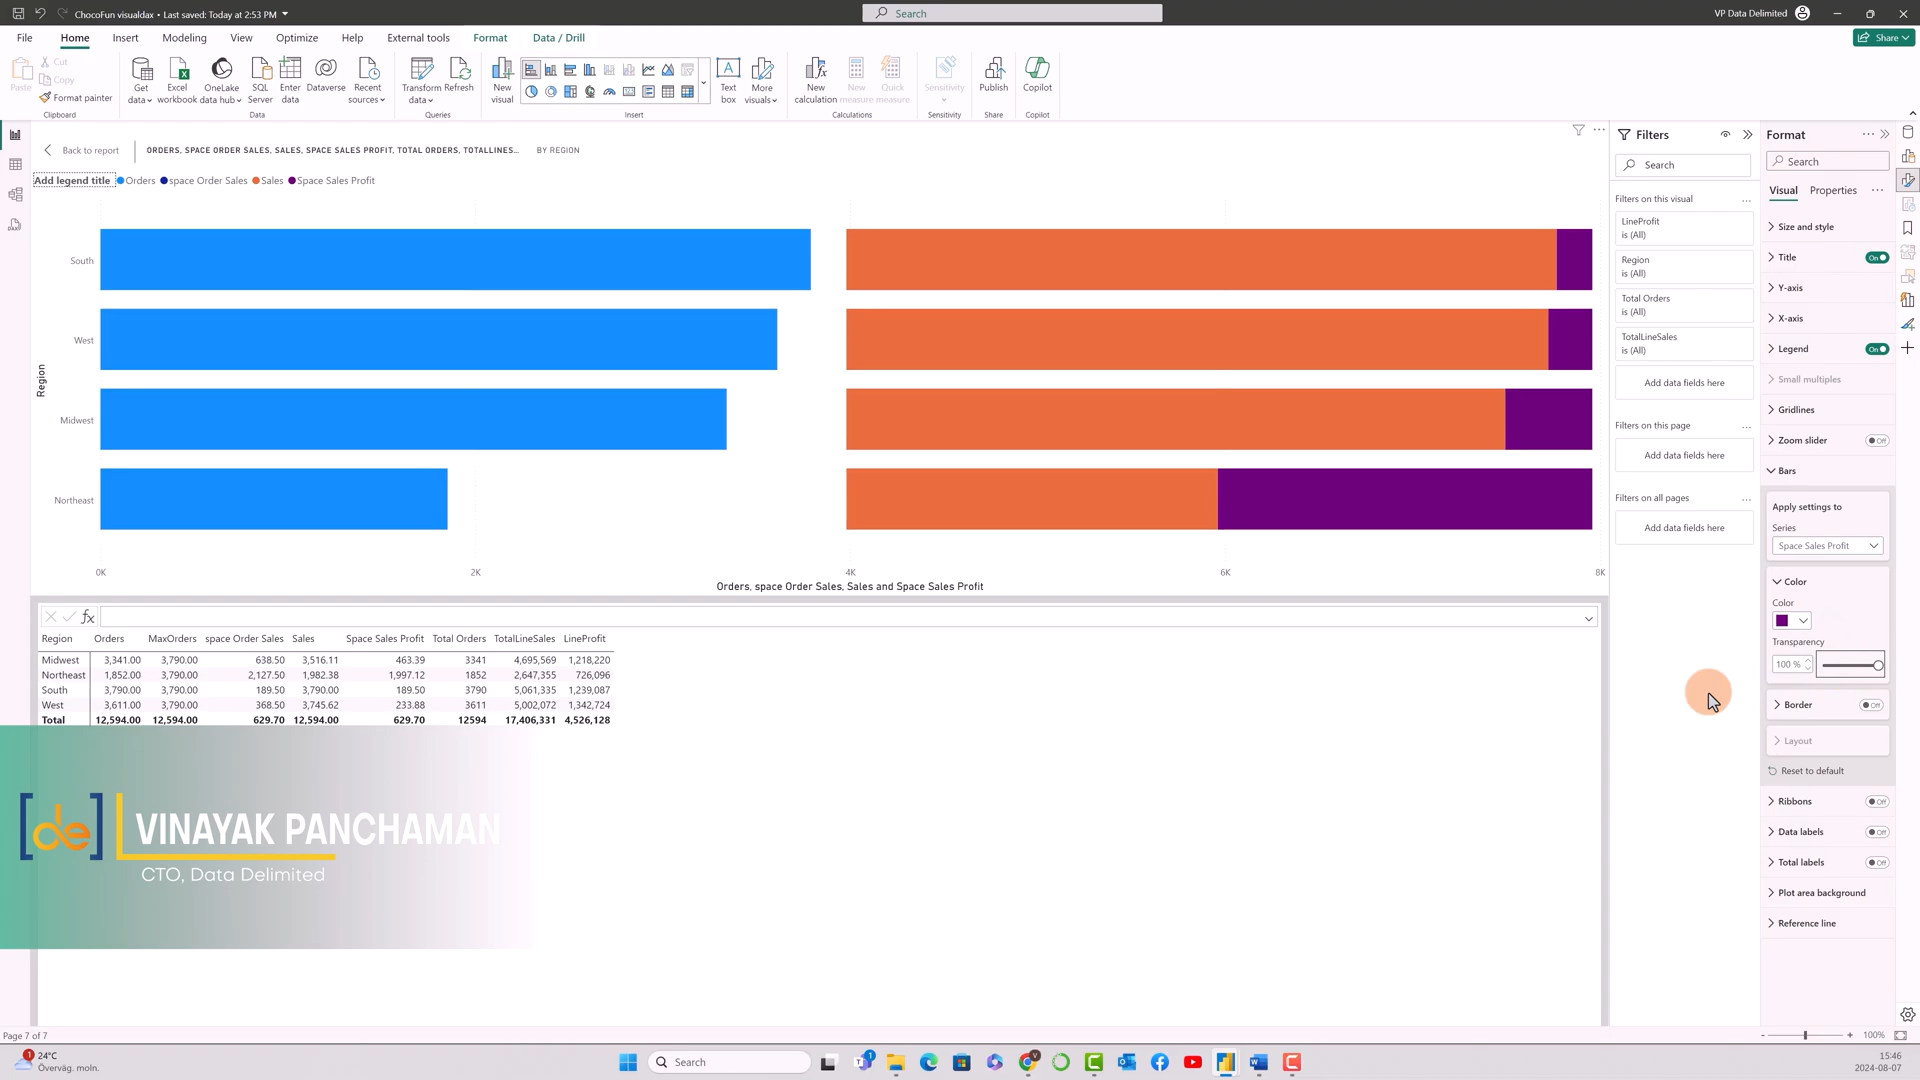 ChocoFun visualdax • Last saved: Today at 2:53 PM
Search
VP Data Delimited
File Home Insert Modeling View Optimize Help External tools Format Data / Drill
Share
Paste
Cut
Copy
Format painter
Clipboard
Get data
Excel workbook
OneLake data hub
SQL Server
Enter data
Dataverse
Recent sources
Data
Transform data
Refresh
Queries
New visual
Text box
More visuals
Insert
New calculation
New measure
Quick measure
Calculations
Sensitivity
Sensitivity
Publish
Share
Copilot
Copilot
Back to report
ORDERS, SPACE ORDER SALES, SALES, SPACE SALES PROFIT, TOTAL ORDERS, TOTALLINES...
BY REGION
Add legend title Orders space Order Sales Sales Space Sales Profit
Region
South
West
Midwest
Northeast
0K 2K 4K 6K 8K
Orders, space Order Sales, Sales and Space Sales Profit
Region Orders MaxOrders space Order Sales Sales Space Sales Profit Total Orders TotalLineSales LineProfit
Midwest 3,341.00 3,790.00 638.50 3,516.11 463.39 3341 4,695,569 1,218,220
Northeast 1,852.00 3,790.00 2,127.50 1,982.38 1,997.12 1852 2,647,355 726,096
South 3,790.00 3,790.00 189.50 3,790.00 189.50 3790 5,061,335 1,239,087
West 3,611.00 3,790.00 368.50 3,745.62 233.88 3611 5,002,072 1,342,724
Total 12,594.00 12,594.00 629.70 12,594.00 629.70 12594 17,406,331 4,526,128
[de] VINAYAK PANCHAMAN
CTO, Data Delimited
Filters
Search
Filters on this visual
LineProfit
is (All)
Region
is (All)
Total Orders
is (All)
TotalLineSales
is (All)
Add data fields here
Filters on this page
Add data fields here
Filters on all pages
Add data fields here
Format
Search
Visual Properties
Size and style
Title On
Y-axis
X-axis
Legend On
Small multiples
Gridlines
Zoom slider Off
Bars
Apply settings to
Series
Space Sales Profit
Color
Color
Transparency
100 %
Border Off
Layout
Reset to default
Ribbons Off
Data labels Off
Total labels Off
Plot area background
Reference line
Page 7 of 7
100%
1
24°C
Överväg. moln.
Search
1
V
15:46
2024-08-07